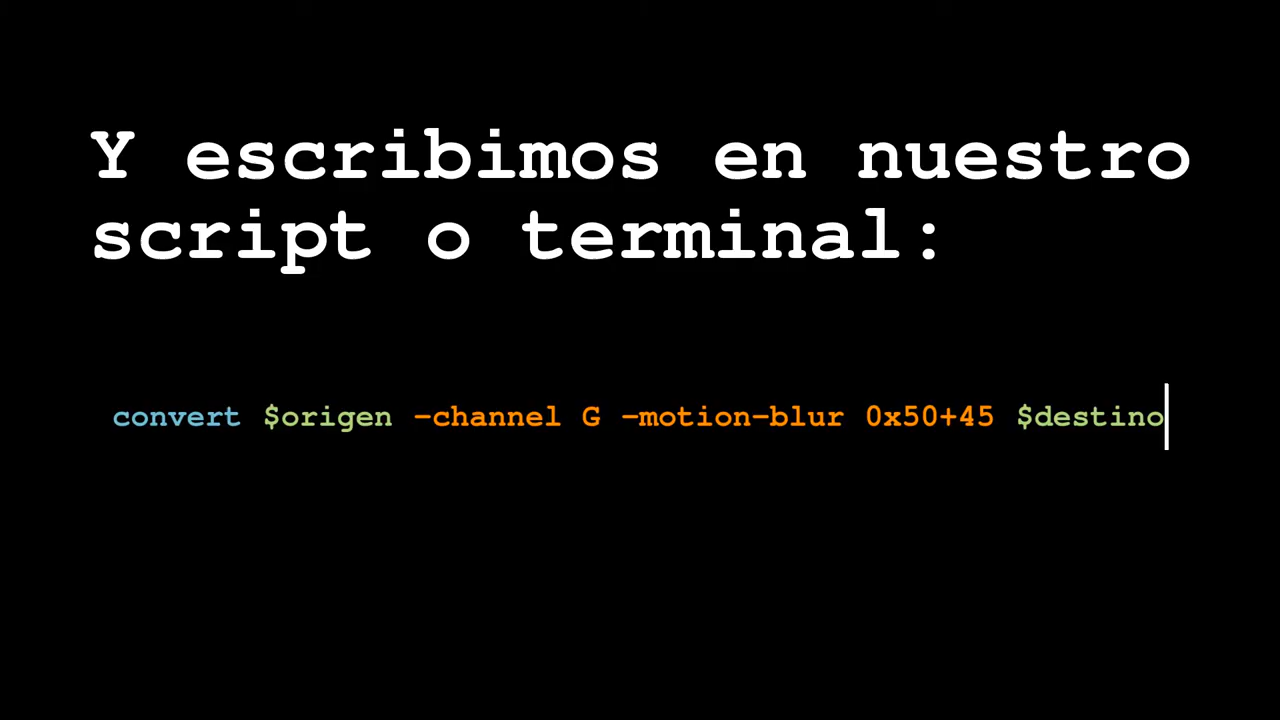 Y escribimos en nuestro
script o terminal:
convert $origen -channel G -motion-blur 0x50+45 $destino